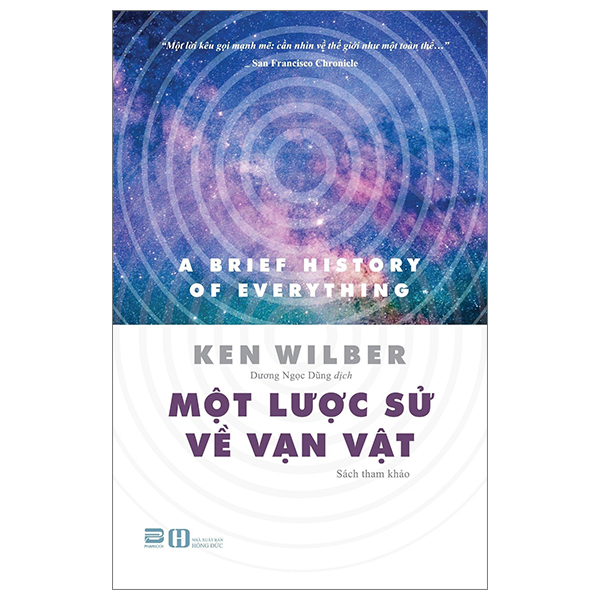 “Một lời kêu gọi mạnh mẽ: cần nhìn về thế giới như một toàn thể…”
San Francisco Chronicle
A BRIEF HISTORY
OF EVERYTHING
KEN WILBER
Dương Ngọc Dũng dịch
MỘT LƯỢC SỬ
VỀ VẠN VẬT
Sách tham khảo
PHANBOOK
NHÀ XUẤT BẢN
HỒNG ĐỨC